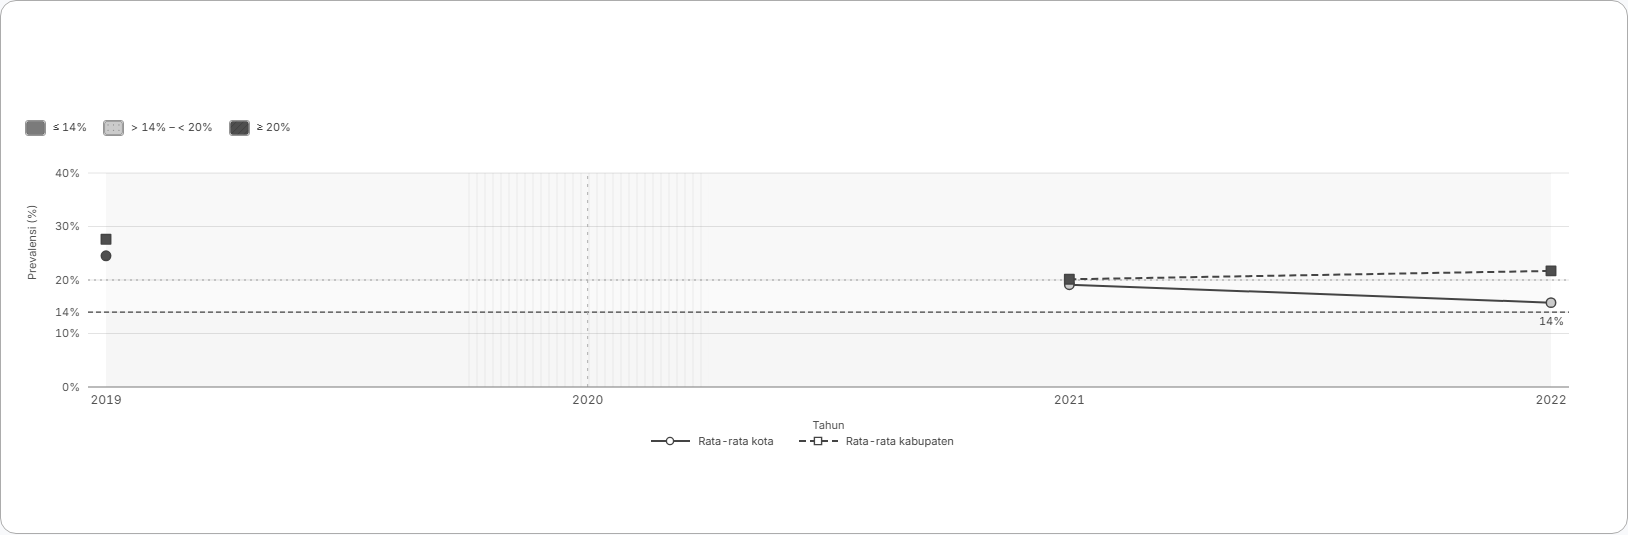 ≤ 14%
> 14% – < 20%
≥ 20%
Prevalensi (%)
40%
30%
20%
14%
10%
0%
14%
2019
2020
2021
2022
Tahun
Rata-rata kota
Rata-rata kabupaten